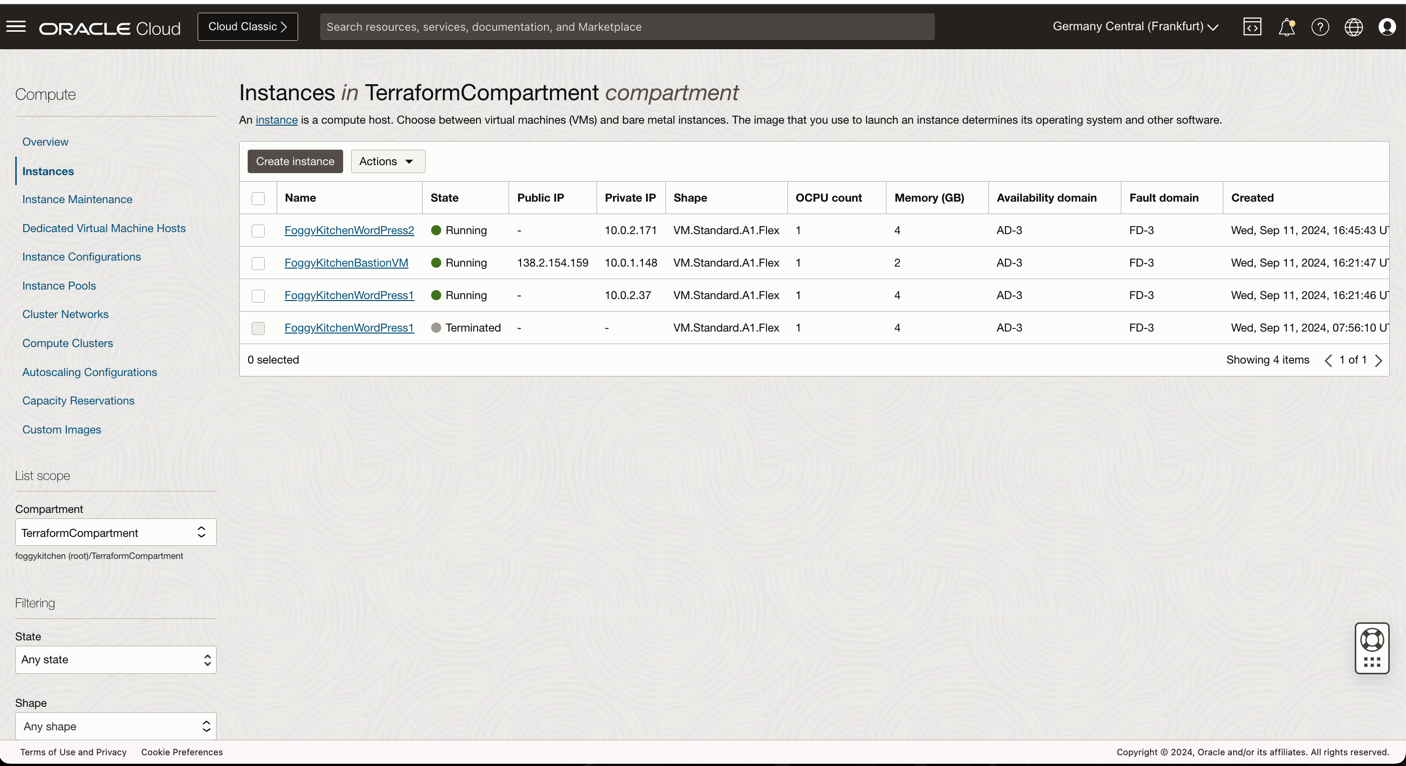 ORACLE Cloud
Cloud Classic
Search resources, services, documentation, and Marketplace
Germany Central (Frankfurt)
Compute
Overview
Instances
Instance Maintenance
Dedicated Virtual Machine Hosts
Instance Configurations
Instance Pools
Cluster Networks
Compute Clusters
Autoscaling Configurations
Capacity Reservations
Custom Images
List scope
Compartment
TerraformCompartment
foggykitchen (root)/TerraformCompartment
Filtering
State
Any state
Shape
Any shape
Instances in TerraformCompartment compartment
An instance is a compute host. Choose between virtual machines (VMs) and bare metal instances. The image that you use to launch an instance determines its operating system and other software.
Create instance Actions
Name State Public IP Private IP Shape OCPU count Memory (GB) Availability domain Fault domain Created
FoggyKitchenWordPress2 Running - 10.0.2.171 VM.Standard.A1.Flex 1 4 AD-3 FD-3 Wed, Sep 11, 2024, 16:45:43
FoggyKitchenBastionVM Running 138.2.154.159 10.0.1.148 VM.Standard.A1.Flex 1 2 AD-3 FD-3 Wed, Sep 11, 2024, 16:21:47
FoggyKitchenWordPress1 Running - 10.0.2.37 VM.Standard.A1.Flex 1 4 AD-3 FD-3 Wed, Sep 11, 2024, 16:21:46
FoggyKitchenWordPress1 Terminated - - VM.Standard.A1.Flex 1 4 AD-3 FD-3 Wed, Sep 11, 2024, 07:56:10
0 selected
Showing 4 items 1 of 1
Terms of Use and Privacy Cookie Preferences
Copyright © 2024, Oracle and/or its affiliates. All rights reserved.